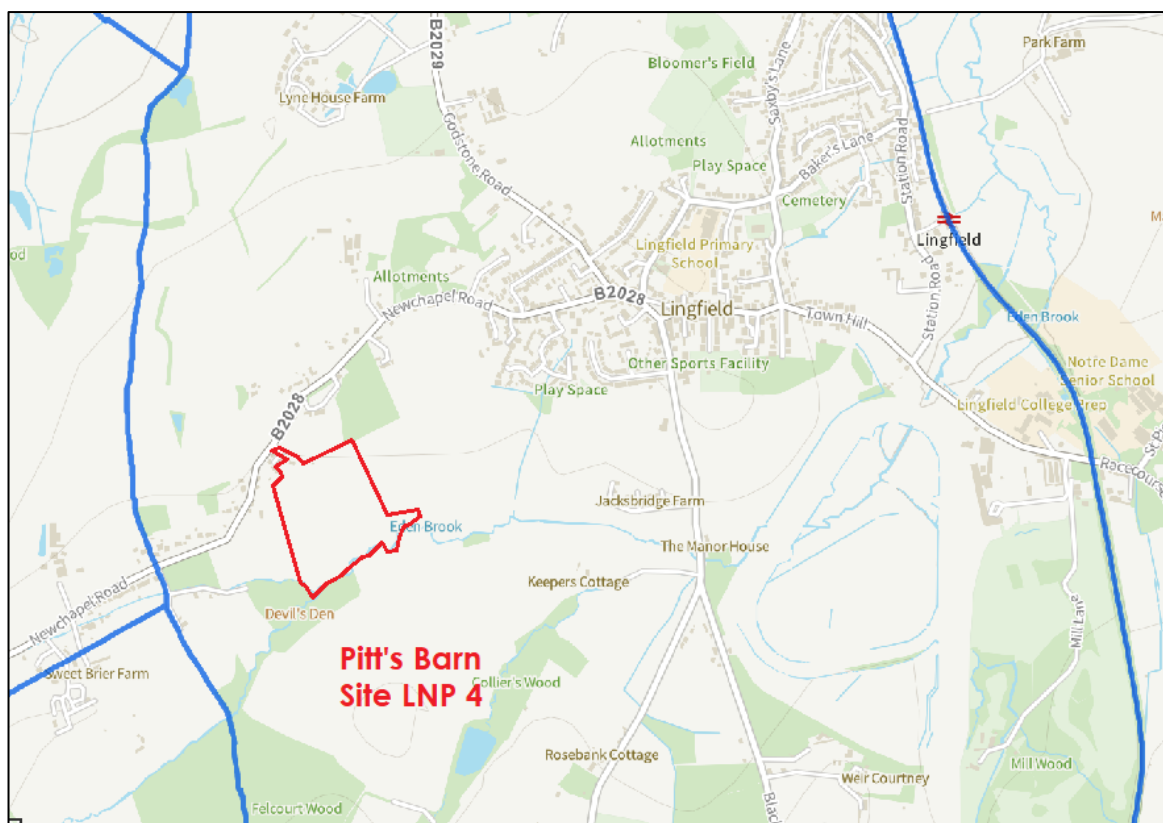 B2029
Park Farm
Bloomer's Field
Saxby's Lane
Lyne House Farm
Godstone Road
Allotments
Play Space
Baker's Lane
Station Road
Cemetery
Lingfield
Lingfield Primary
School
Allotments
Newchapel Road
B2028
Lingfield
Town Hill
Station Road
Eden Brook
Other Sports Facility
Play Space
Notre Dame
Senior School
Lingfield College Prep
B2028
Racecourse
Jacksbridge Farm
Eden Brook
The Manor House
Keepers Cottage
Newchapel Road
Devil's Den
Mill Lane
Sweet Brier Farm
Pitt's Barn
Site LNP 4
Collier's Wood
Rosebank Cottage
Mill Wood
Weir Courtney
Felcourt Wood